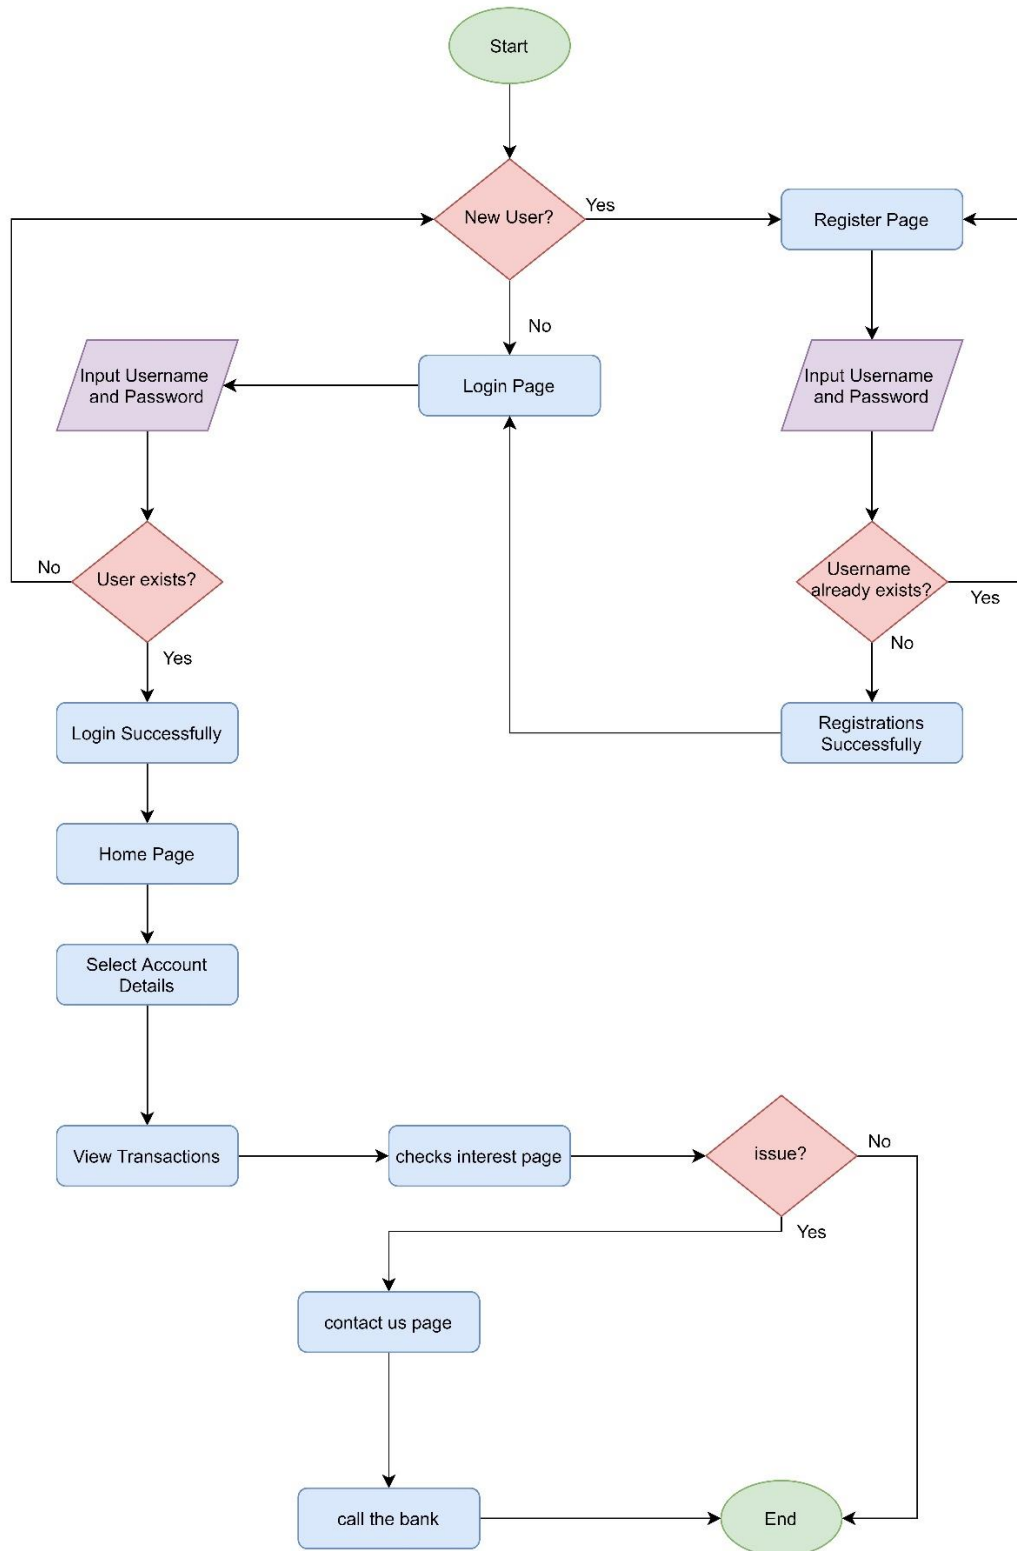 Start
New User?
Yes
Register Page
No
Input Username
and Password
Login Page
Input Username
and Password
No
User exists?
Username
already exists?
Yes
No
Yes
Login Successfully
Registrations
Successfully
Home Page
Select Account
Details
View Transactions
checks interest page
issue?
No
Yes
contact us page
call the bank
End